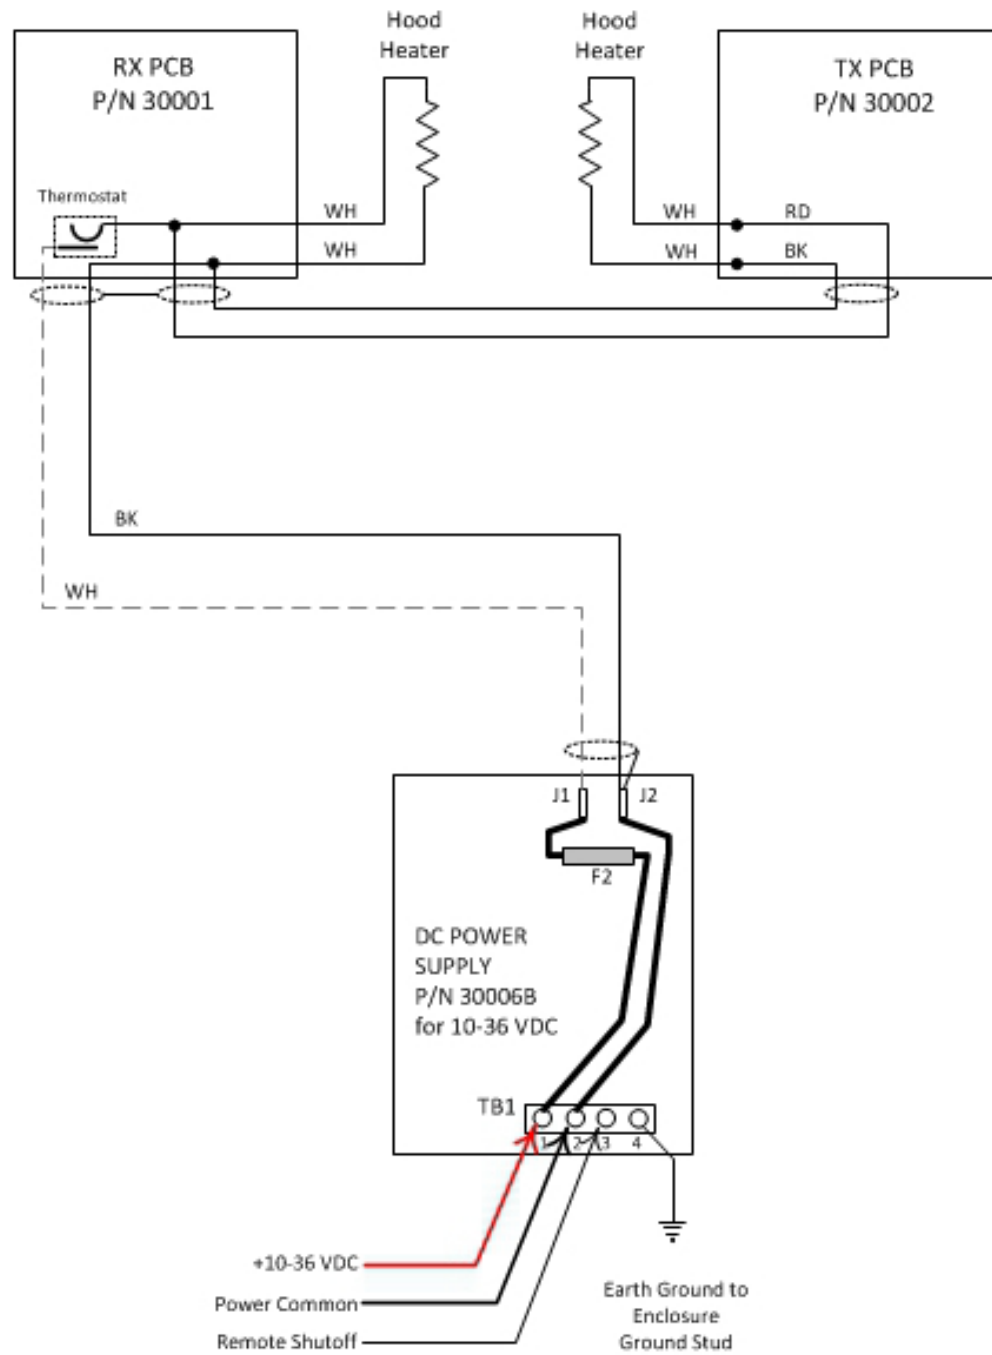 Hood
Heater
Hood
Heater
RX PCB
P/N 30001
TX PCB
P/N 30002
Thermostat
WH
WH
WH
WH
RD
BK
BK
WH
J1
J2
F2
DC POWER
SUPPLY
P/N 30006B
for 10-36 VDC
TB1
1 2 3 4
+10-36 VDC
Power Common
Remote Shutoff
Earth Ground to
Enclosure
Ground Stud